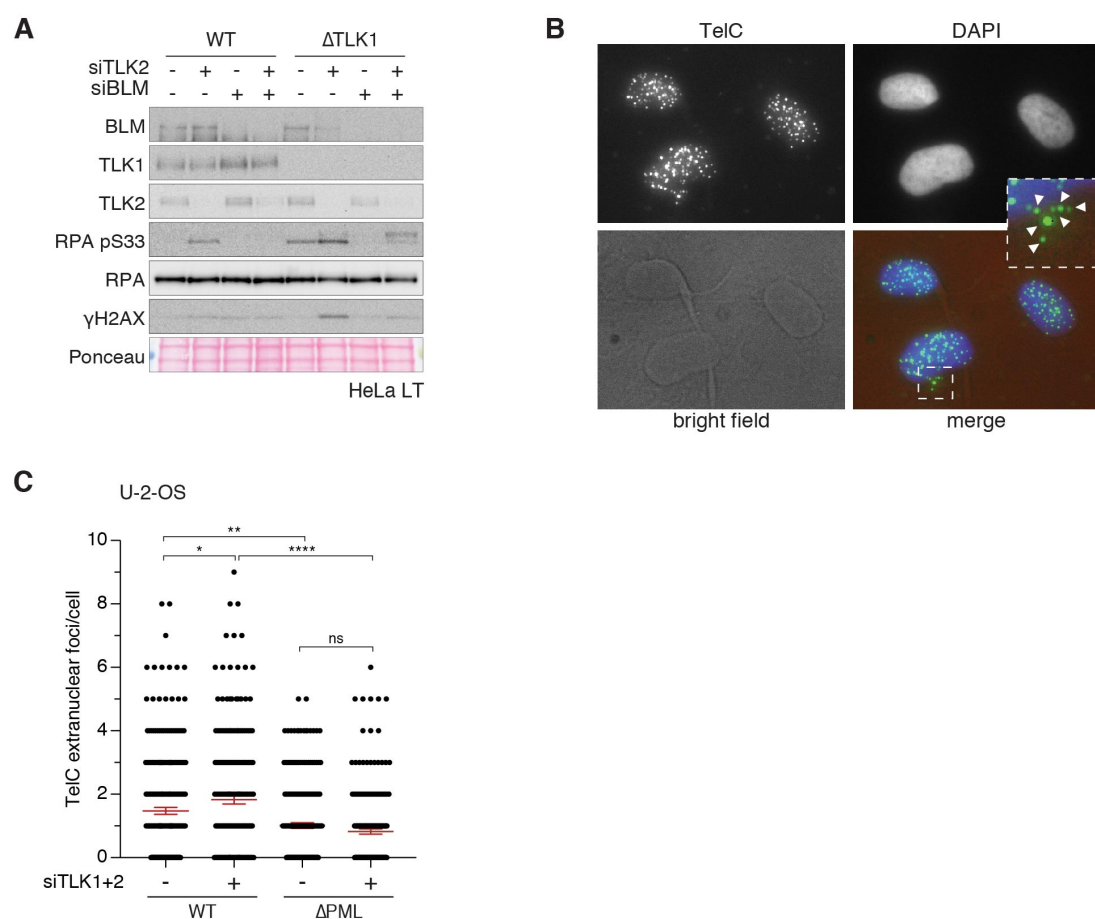 A
WT ΔTLK1
siTLK2 - + - + - + - +
siBLM - - + + - - + +
BLM
TLK1
TLK2
RPA pS33
RPA
γH2AX
Ponceau
HeLa LT
B
TelC DAPI
bright field merge
C
U-2-OS
**
* ****
ns
TelC extranuclear foci/cell
10
8
6
4
2
0
siTLK1+2 - + - +
WT ΔPML